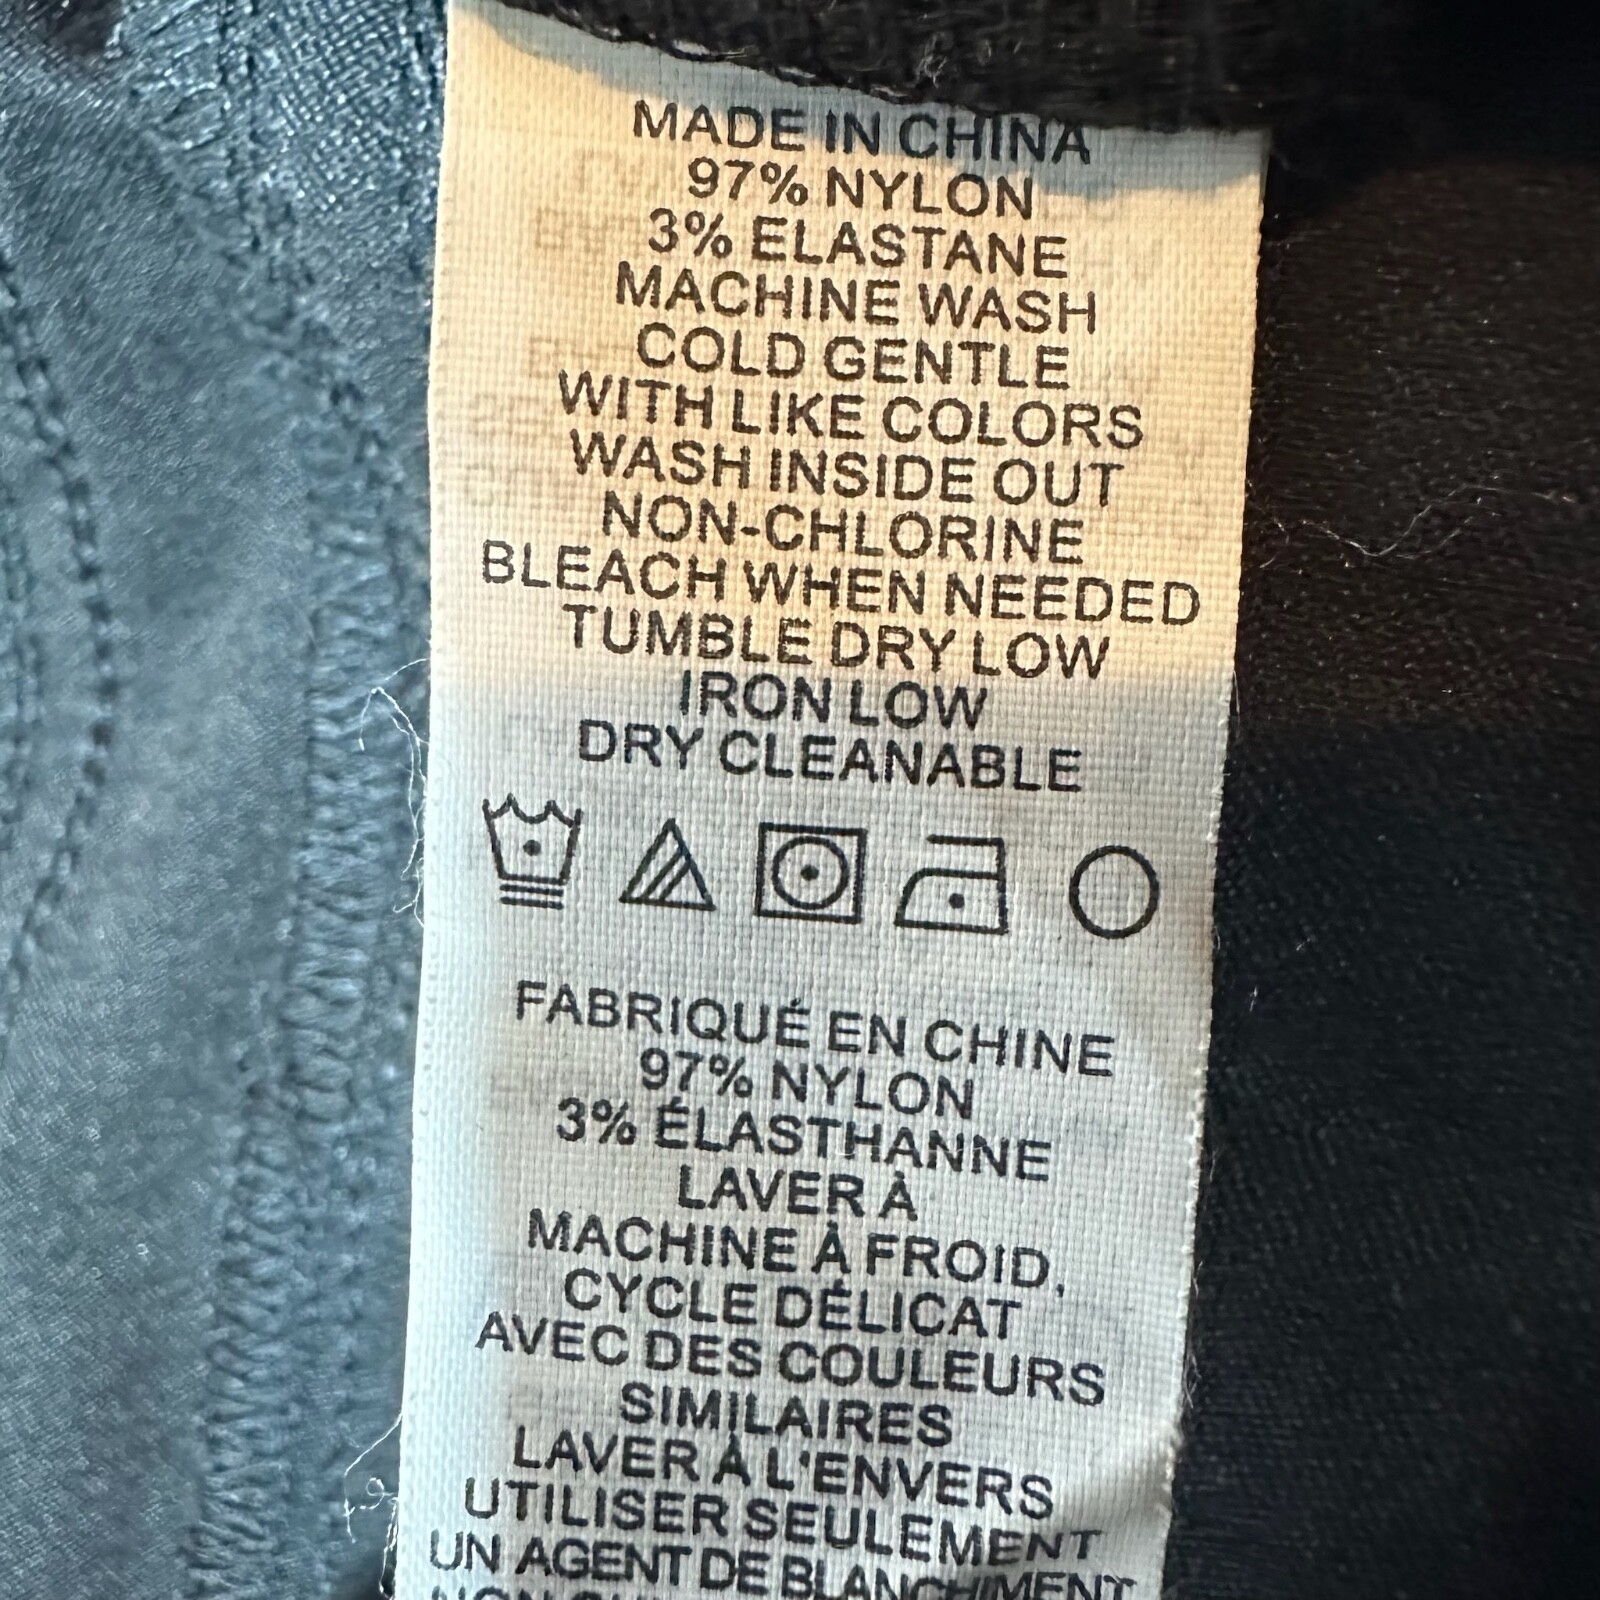 MADE IN CHINA
97% NYLON
3% ELASTANE
MACHINE WASH
COLD GENTLE
WITH LIKE COLORS
WASH INSIDE OUT
NON-CHLORINE
BLEACH WHEN NEEDED
TUMBLE DRY LOW
IRON LOW
DRY CLEANABLE
FABRIQUÉ EN CHINE
97% NYLON
3% ÉLASTHANNE
LAVER À
MACHINE À FROID,
CYCLE DÉLICAT
AVEC DES COULEURS
SIMILAIRES
LAVER À L'ENVERS
UTILISER SEULEMENT
UN AGENT DE BLANCHIMENT